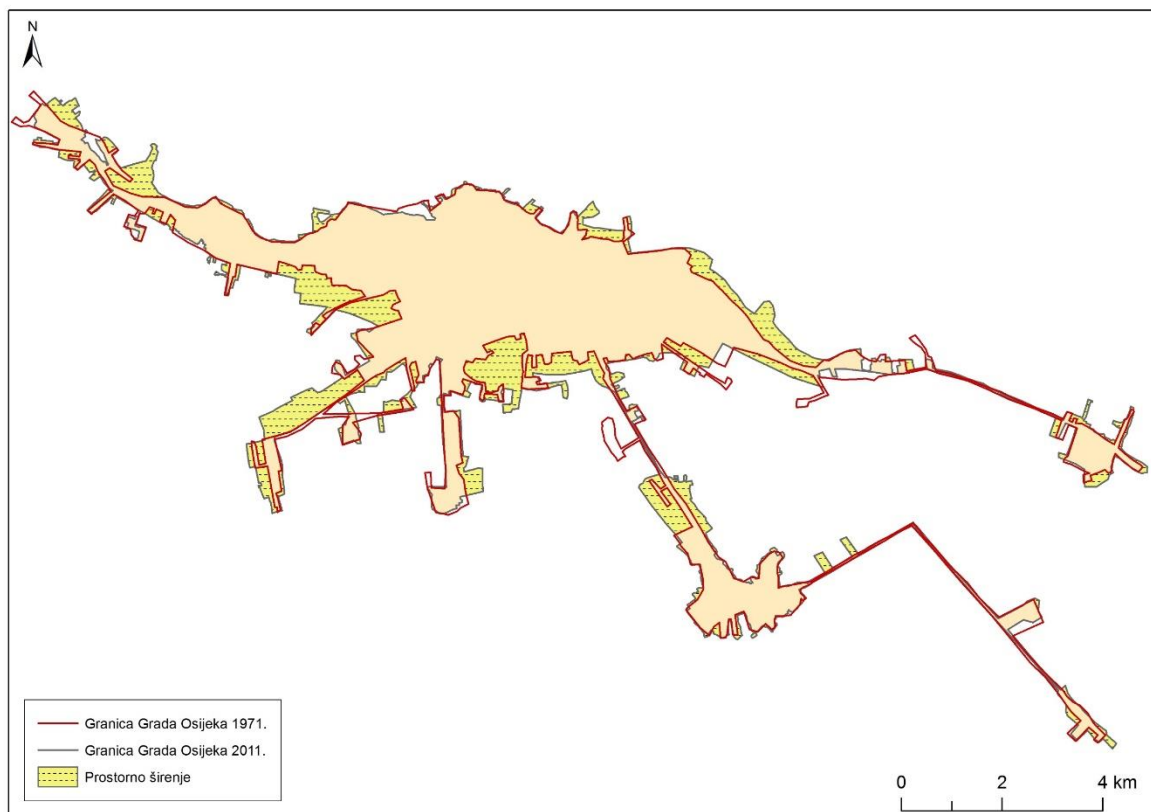 N
Granica Grada Osijeka 1971.
Granica Grada Osijeka 2011.
Prostorno širenje
0 2 4 km